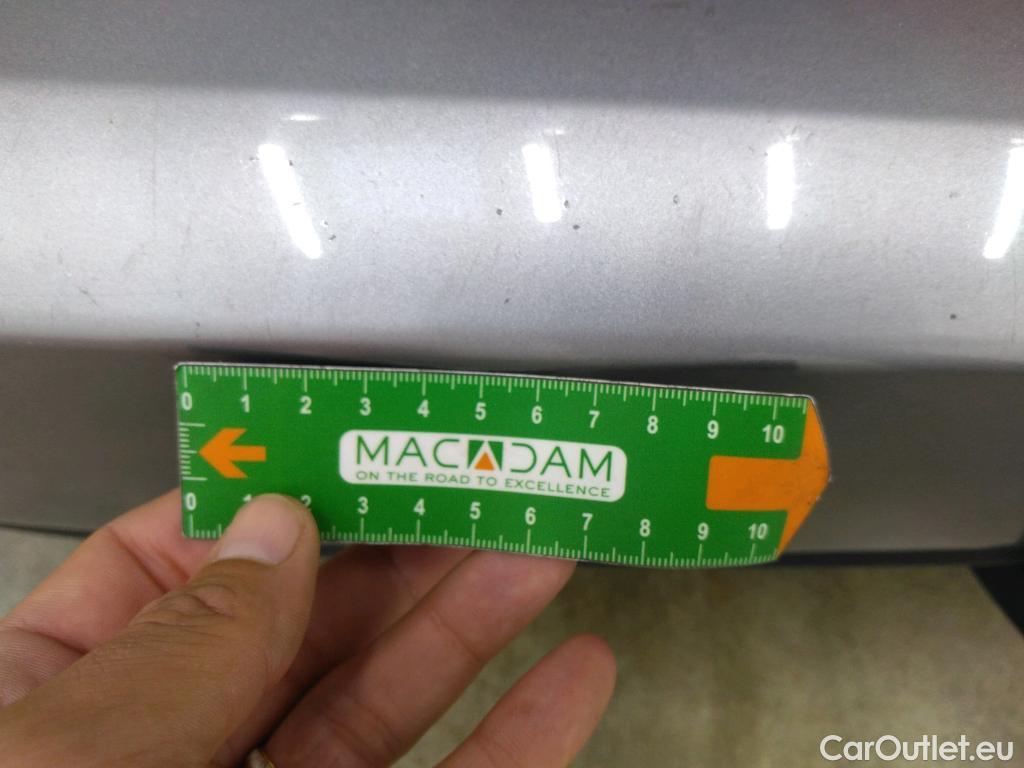 0 1 2 3 4 5 6 7 8 9 10
MACADAM
ON THE ROAD TO EXCELLENCE
0 1 2 3 4 5 6 7 8 9 10
CarOutlet.eu